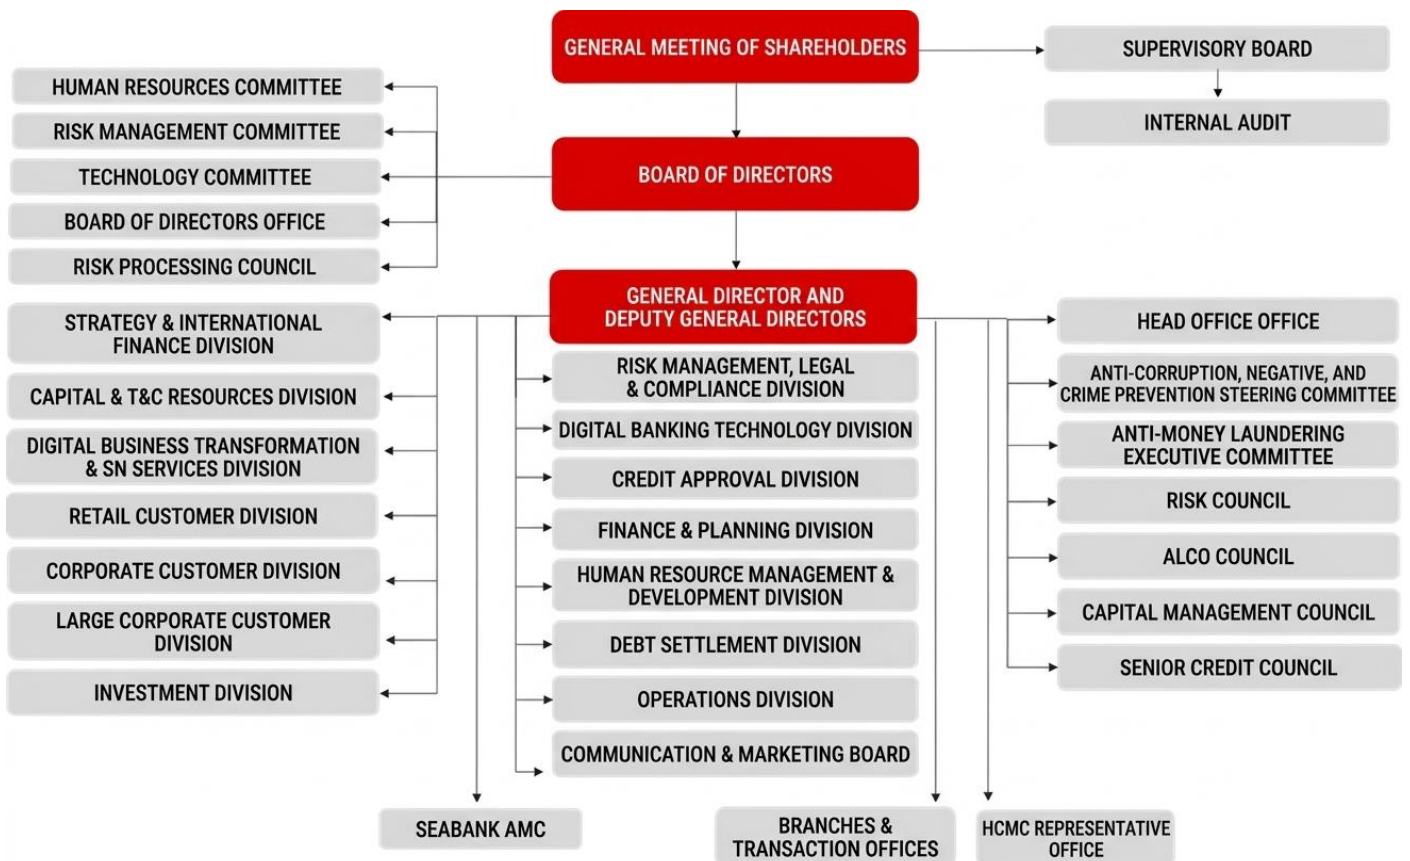 GENERAL MEETING OF SHAREHOLDERS
SUPERVISORY BOARD
INTERNAL AUDIT
BOARD OF DIRECTORS
HUMAN RESOURCES COMMITTEE
RISK MANAGEMENT COMMITTEE
TECHNOLOGY COMMITTEE
BOARD OF DIRECTORS OFFICE
RISK PROCESSING COUNCIL
GENERAL DIRECTOR AND
DEPUTY GENERAL DIRECTORS
STRATEGY & INTERNATIONAL
FINANCE DIVISION
CAPITAL & T&C RESOURCES DIVISION
DIGITAL BUSINESS TRANSFORMATION
& SN SERVICES DIVISION
RETAIL CUSTOMER DIVISION
CORPORATE CUSTOMER DIVISION
LARGE CORPORATE CUSTOMER
DIVISION
INVESTMENT DIVISION
RISK MANAGEMENT, LEGAL
& COMPLIANCE DIVISION
DIGITAL BANKING TECHNOLOGY DIVISION
CREDIT APPROVAL DIVISION
FINANCE & PLANNING DIVISION
HUMAN RESOURCE MANAGEMENT &
DEVELOPMENT DIVISION
DEBT SETTLEMENT DIVISION
OPERATIONS DIVISION
COMMUNICATION & MARKETING BOARD
HEAD OFFICE OFFICE
ANTI-CORRUPTION, NEGATIVE, AND
CRIME PREVENTION STEERING COMMITTEE
ANTI-MONEY LAUNDERING
EXECUTIVE COMMITTEE
RISK COUNCIL
ALCO COUNCIL
CAPITAL MANAGEMENT COUNCIL
SENIOR CREDIT COUNCIL
SEABANK AMC
BRANCHES &
TRANSACTION OFFICES
HCMC REPRESENTATIVE
OFFICE